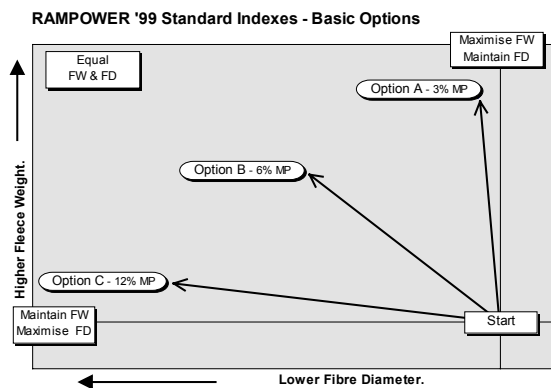 RAMPOWER '99 Standard Indexes - Basic Options
Equal
FW & FD
Maximise FW
Maintain FD
Option A - 3% MP
Option B - 6% MP
Option C - 12% MP
Higher Fleece Weight.
Maintain FW
Maximise FD
Start
Lower Fibre Diameter.